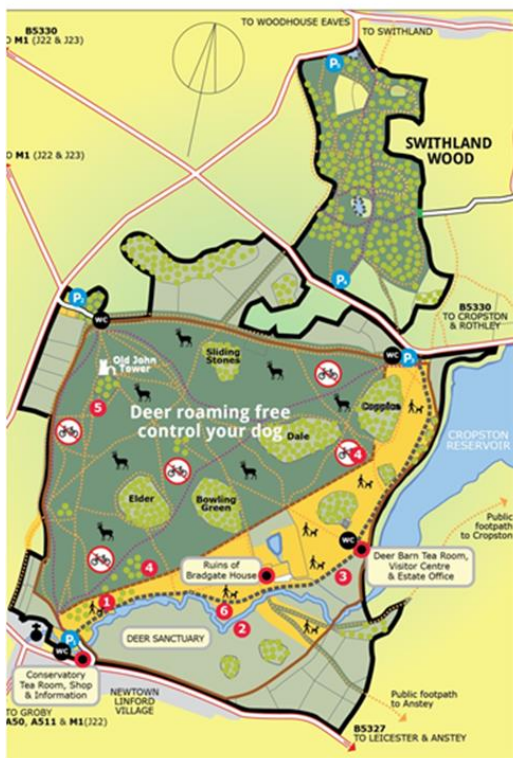 TO WOODHOUSE EAVES
B5330
TO SWITHLAND
TO M1 (J22 & J23)
P
SWITHLAND
WOOD
TO M1 (J22 & J23)
P
B5330
TO CROPSTON
& ROTHLEY
P
WC
WC
P
Old John
Tower
Sliding
Stones
5
Coppice
Deer roaming free
control your dog
CROPSTON
RESERVOIR
Dale
4
Elder
Bowling
Green
Public
footpath
to Cropston
WC
Deer Barn Tea Room,
Visitor Centre
& Estate Office
4
Ruins of
Bradgate House
3
1
6
2
P
WC
DEER SANCTUARY
Conservatory
Tea Room, Shop
& Information
NEWTOWN
LINFORD
VILLAGE
Public footpath
to Anstey
TO GROBY
A50, A511 & M1(J22)
B5327
TO LEICESTER & ANSTEY